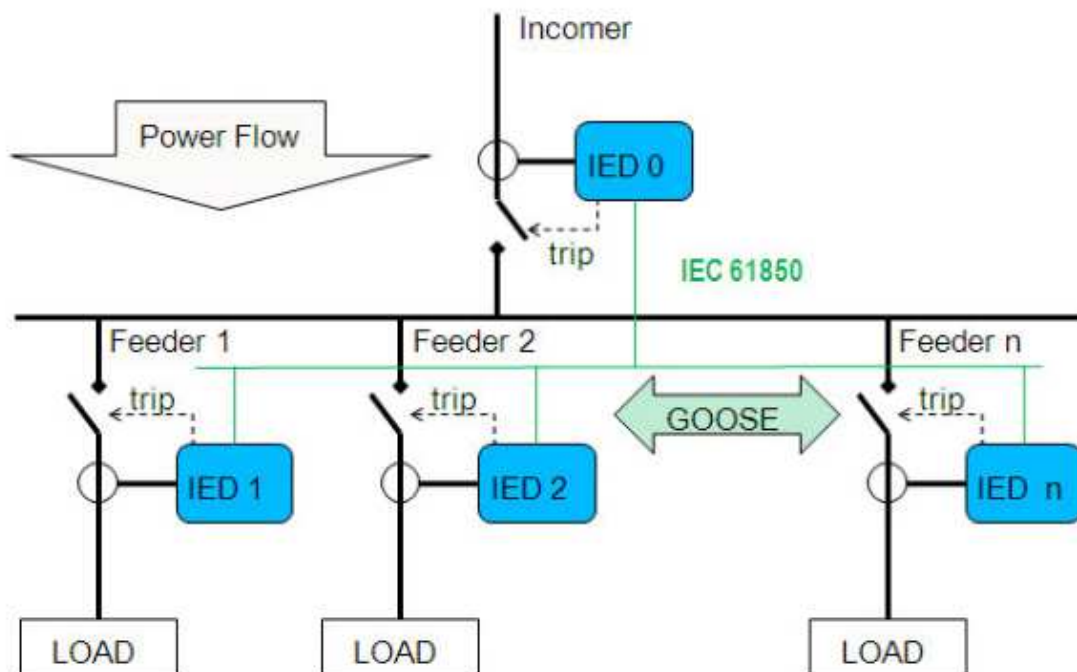 Incomer
Power Flow
IED 0
trip
IEC 61850
Feeder 1
Feeder 2
Feeder n
trip
trip
GOOSE
trip
IED 1
IED 2
IED n
LOAD
LOAD
LOAD